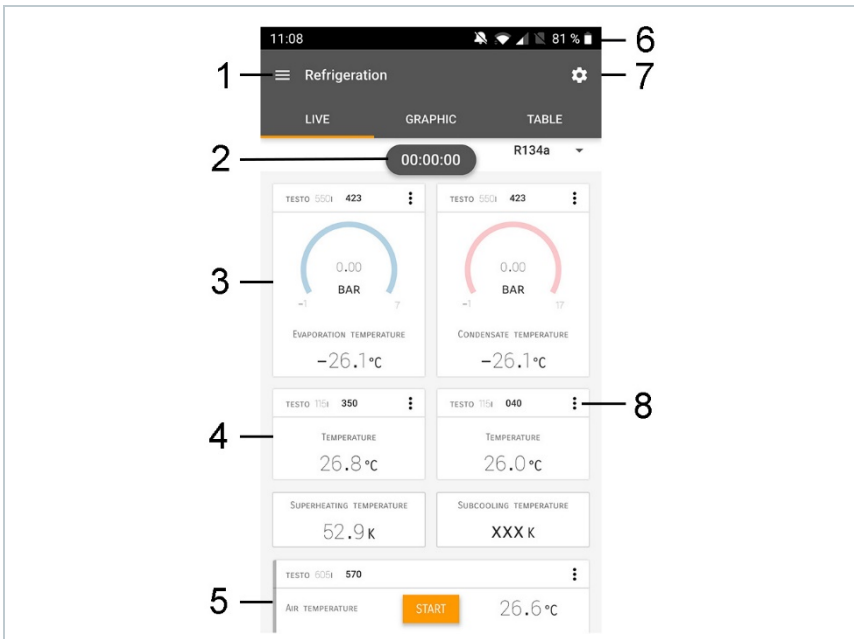 11:08 81 % 6
1 Refrigeration 7
LIVE GRAPHIC TABLE
2 00:00:00 R134a
TESTO 550I 423 TESTO 550I 423
3 0.00 0.00
BAR BAR
-1 7 -1 17
EVAPORATION TEMPERATURE CONDENSATE TEMPERATURE
-26.1°C -26.1°C
TESTO 115I 350 TESTO 115I 040 8
4 TEMPERATURE TEMPERATURE
26.8°C 26.0°C
SUPERHEATING TEMPERATURE SUBCOOLING TEMPERATURE
52.9 K XXX K
TESTO 605I 570
5 AIR TEMPERATURE START 26.6°C